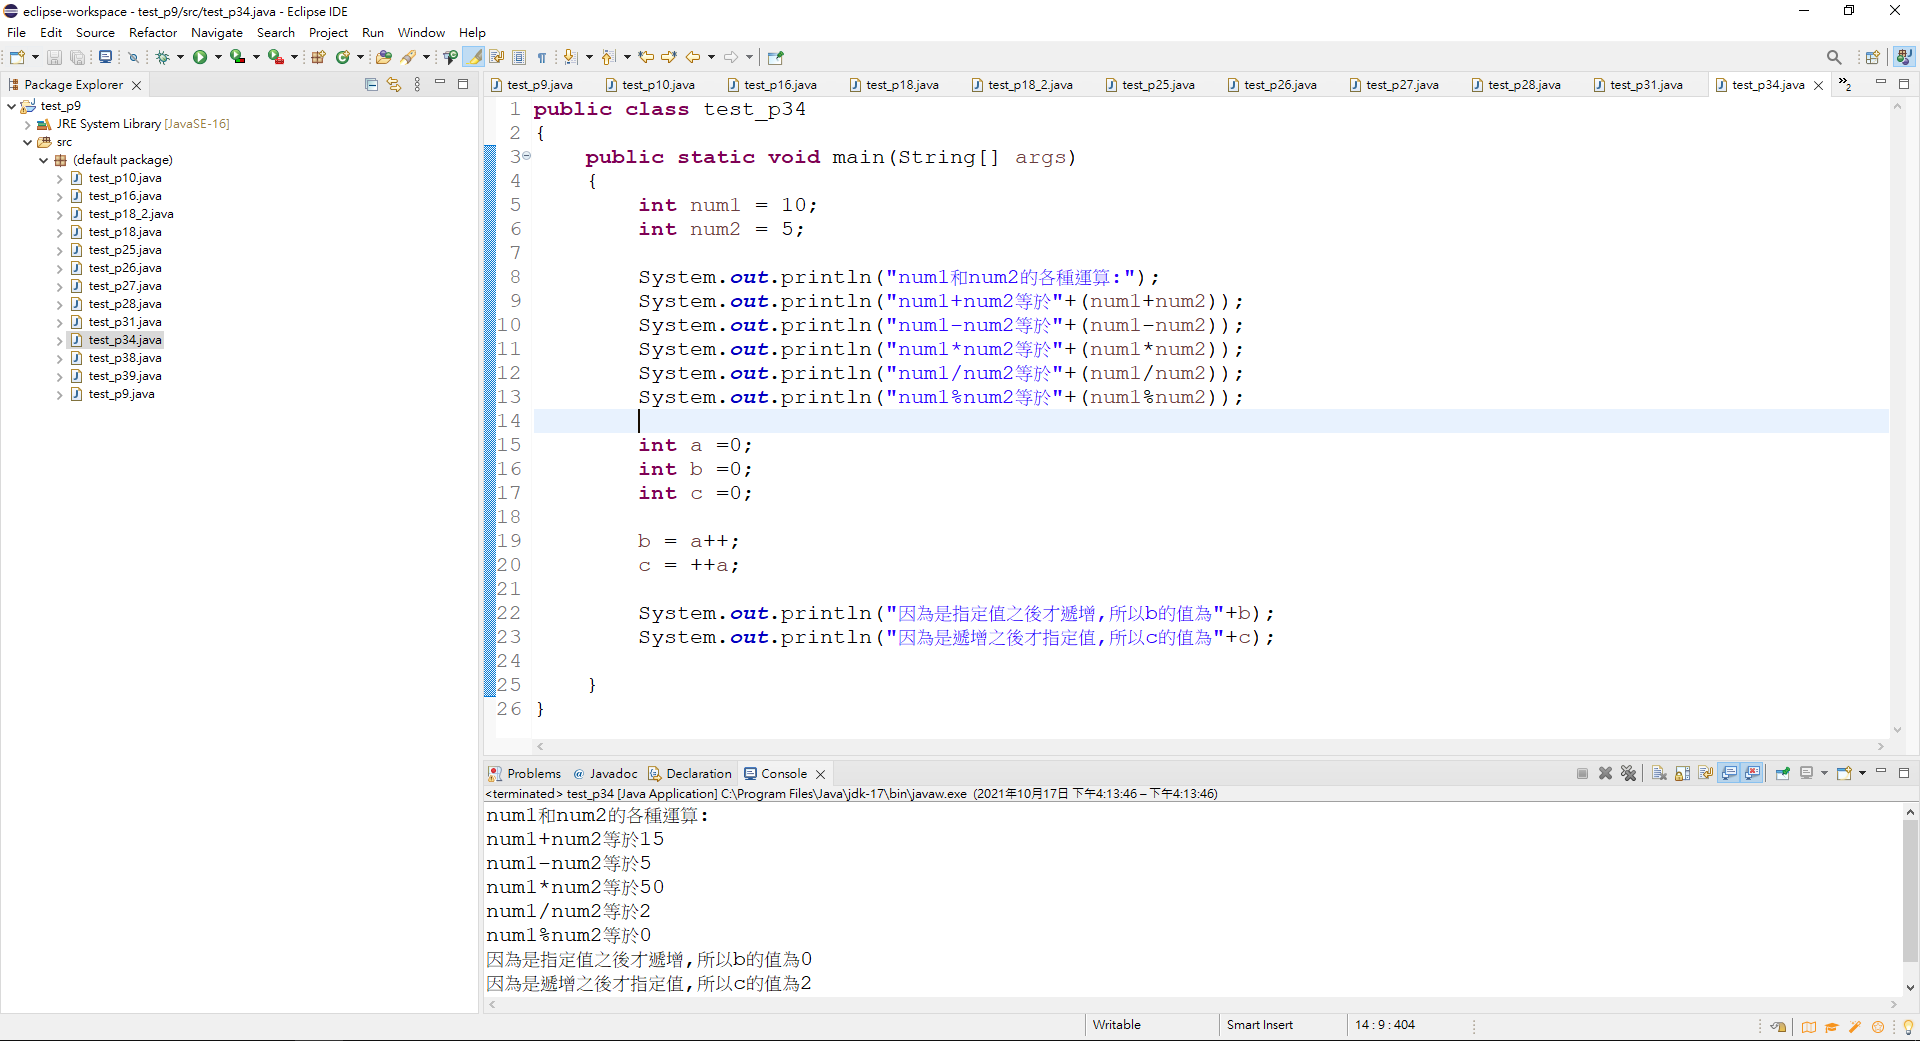 eclipse-workspace - test_p9/src/test_p34.java - Eclipse IDE
File Edit Source Refactor Navigate Search Project Run Window Help
Package Explorer
test_p9
JRE System Library [JavaSE-16]
src
(default package)
test_p10.java
test_p16.java
test_p18_2.java
test_p18.java
test_p25.java
test_p26.java
test_p27.java
test_p28.java
test_p31.java
test_p34.java
test_p38.java
test_p39.java
test_p9.java
test_p9.java test_p10.java test_p16.java test_p18.java test_p18_2.java test_p25.java test_p26.java test_p27.java test_p28.java test_p31.java test_p34.java »2
1 public class test_p34
2 {
3 public static void main(String[] args)
4 {
5 int num1 = 10;
6 int num2 = 5;
7
8 System.out.println("num1和num2的各種運算:");
9 System.out.println("num1+num2等於"+(num1+num2));
10 System.out.println("num1-num2等於"+(num1-num2));
11 System.out.println("num1*num2等於"+(num1*num2));
12 System.out.println("num1/num2等於"+(num1/num2));
13 System.out.println("num1%num2等於"+(num1%num2));
14
15 int a =0;
16 int b =0;
17 int c =0;
18
19 b = a++;
20 c = ++a;
21
22 System.out.println("因為是指定值之後才遞增,所以b的值為"+b);
23 System.out.println("因為是遞增之後才指定值,所以c的值為"+c);
24
25 }
26 }
Problems @ Javadoc Declaration Console
<terminated> test_p34 [Java Application] C:\Program Files\Java\jdk-17\bin\javaw.exe (2021年10月17日 下午4:13:46 – 下午4:13:46)
num1和num2的各種運算:
num1+num2等於15
num1-num2等於5
num1*num2等於50
num1/num2等於2
num1%num2等於0
因為是指定值之後才遞增,所以b的值為0
因為是遞增之後才指定值,所以c的值為2
Writable Smart Insert 14 : 9 : 404